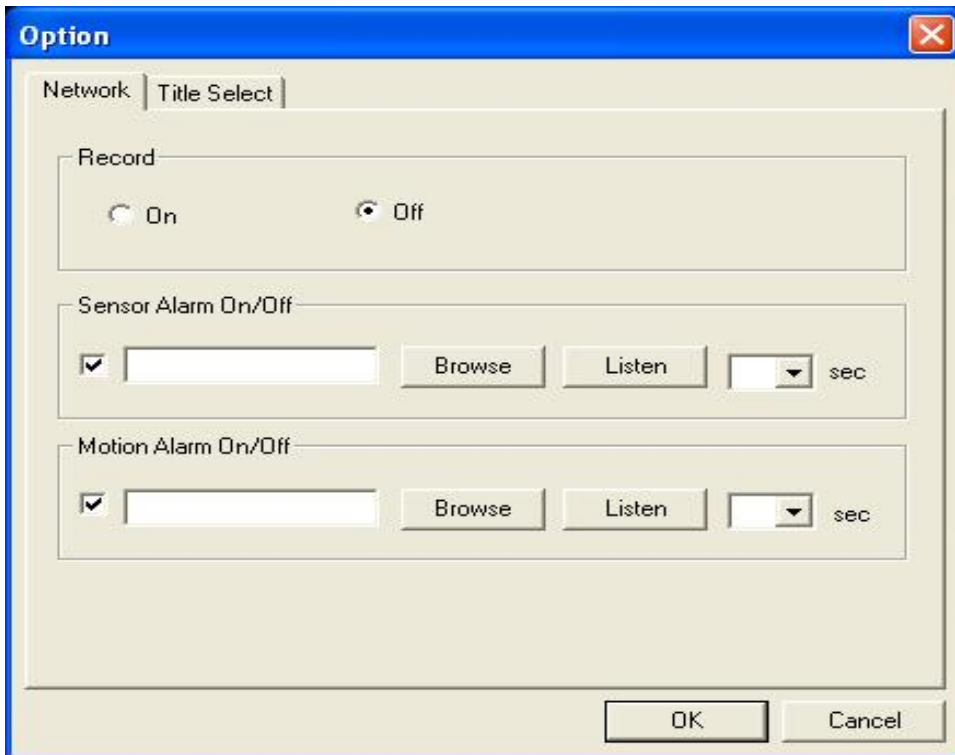 Option
Network Title Select
Record
On Off
Sensor Alarm On/Off
Browse Listen sec
Motion Alarm On/Off
Browse Listen sec
OK Cancel